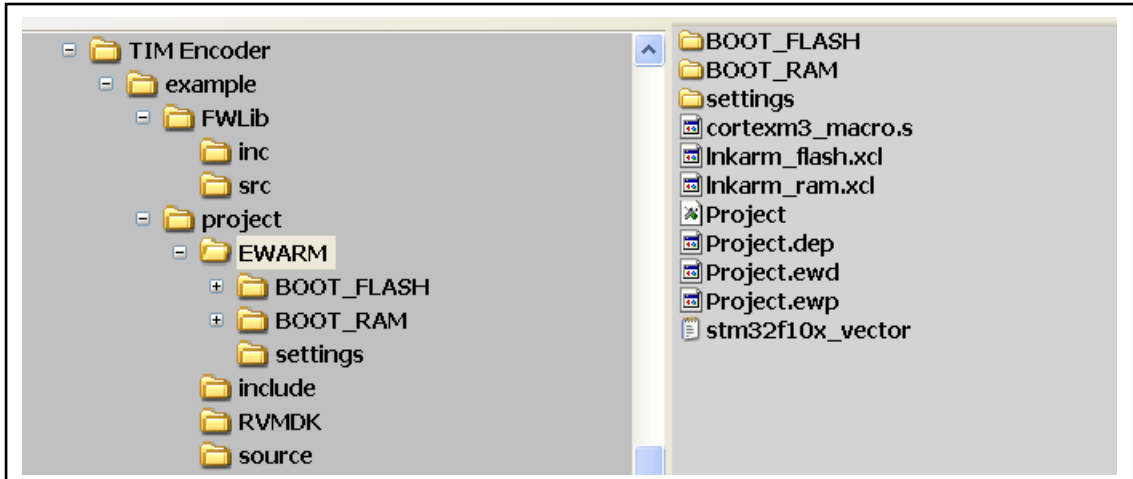 TIM Encoder
example
FWLib
inc
src
project
EWARM
BOOT_FLASH
BOOT_RAM
settings
include
RVMDK
source
BOOT_FLASH
BOOT_RAM
settings
cortexm3_macro.s
lnkarm_flash.xcl
lnkarm_ram.xcl
Project
Project.dep
Project.ewd
Project.ewp
stm32f10x_vector